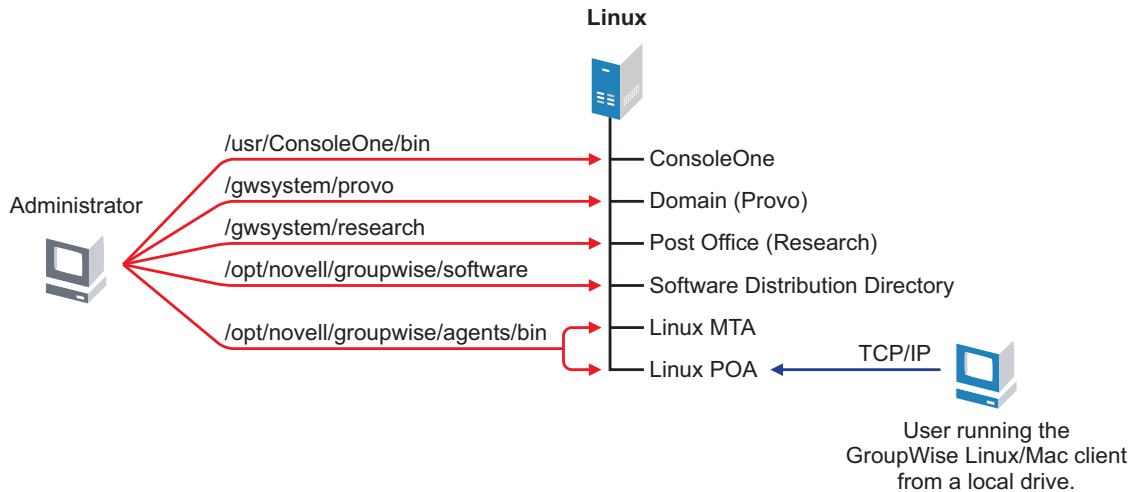 Linux
/usr/ConsoleOne/bin
ConsoleOne
/gwsystem/provo
Domain (Provo)
Administrator
/gwsystem/research
Post Office (Research)
/opt/novell/groupwise/software
Software Distribution Directory
/opt/novell/groupwise/agents/bin
Linux MTA
Linux POA
TCP/IP
User running the
GroupWise Linux/Mac client
from a local drive.